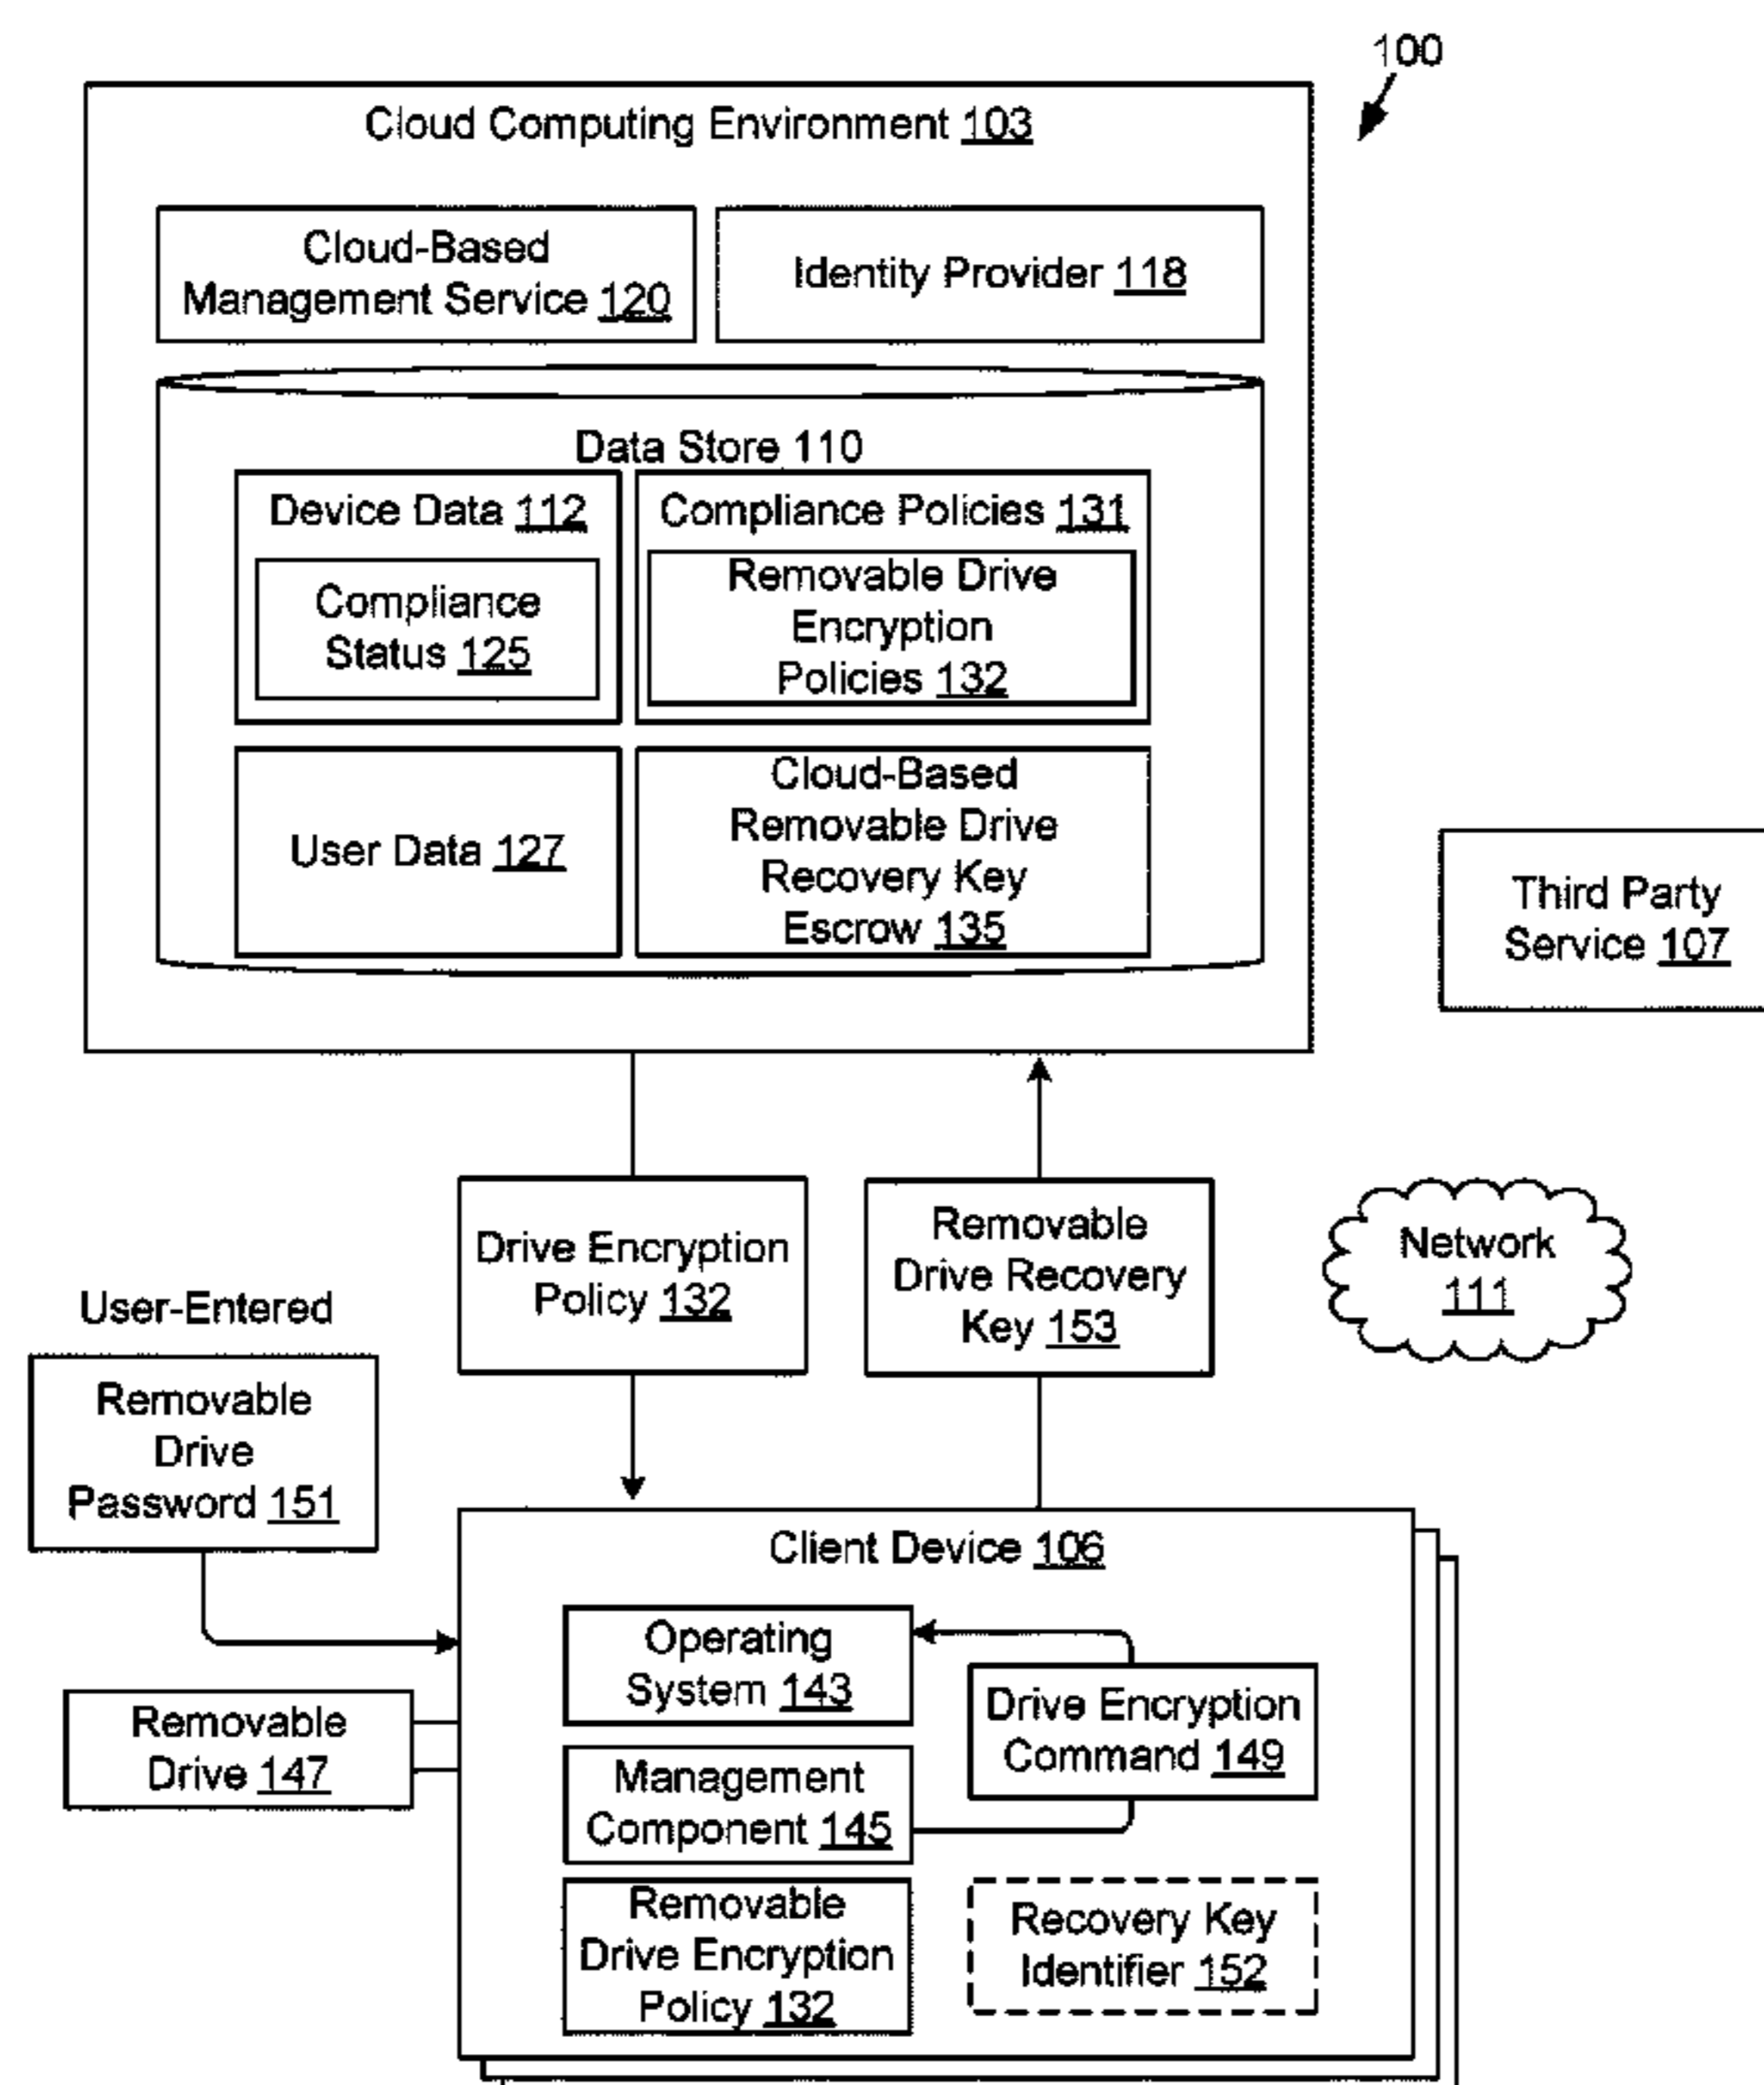 100
Cloud Computing Environment 103
Cloud-Based
Management Service 120
Identity Provider 118
Data Store 110
Device Data 112
Compliance
Status 125
Compliance Policies 131
Removable Drive
Encryption
Policies 132
User Data 127
Cloud-Based
Removable Drive
Recovery Key
Escrow 135
Third Party
Service 107
Drive Encryption
Policy 132
Removable
Drive Recovery
Key 153
Network
111
User-Entered
Removable
Drive
Password 151
Client Device 106
Operating
System 143
Drive Encryption
Command 149
Removable
Drive 147
Management
Component 145
Removable
Drive Encryption
Policy 132
Recovery Key
Identifier 152